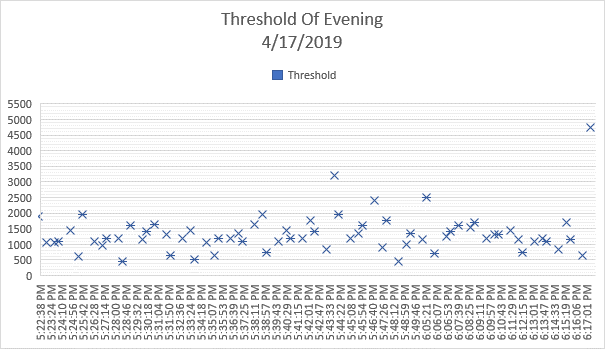 Threshold Of Evening
4/17/2019
Threshold
5500
5000
4500
4000
3500
3000
2500
2000
1500
1000
500
0
5:22:38 PM
5:23:24 PM
5:24:10 PM
5:24:56 PM
5:25:42 PM
5:26:28 PM
5:27:14 PM
5:28:00 PM
5:28:46 PM
5:29:32 PM
5:30:18 PM
5:31:04 PM
5:31:50 PM
5:32:36 PM
5:33:24 PM
5:34:18 PM
5:35:07 PM
5:35:53 PM
5:36:39 PM
5:37:25 PM
5:38:11 PM
5:38:57 PM
5:39:43 PM
5:40:29 PM
5:41:15 PM
5:42:01 PM
5:42:47 PM
5:43:33 PM
5:44:22 PM
5:45:08 PM
5:45:54 PM
5:46:40 PM
5:47:26 PM
5:48:12 PM
5:48:59 PM
5:49:46 PM
6:05:21 PM
6:06:07 PM
6:06:53 PM
6:07:39 PM
6:08:25 PM
6:09:11 PM
6:09:57 PM
6:10:43 PM
6:11:29 PM
6:12:15 PM
6:13:01 PM
6:13:47 PM
6:14:33 PM
6:15:19 PM
6:16:06 PM
6:17:01 PM